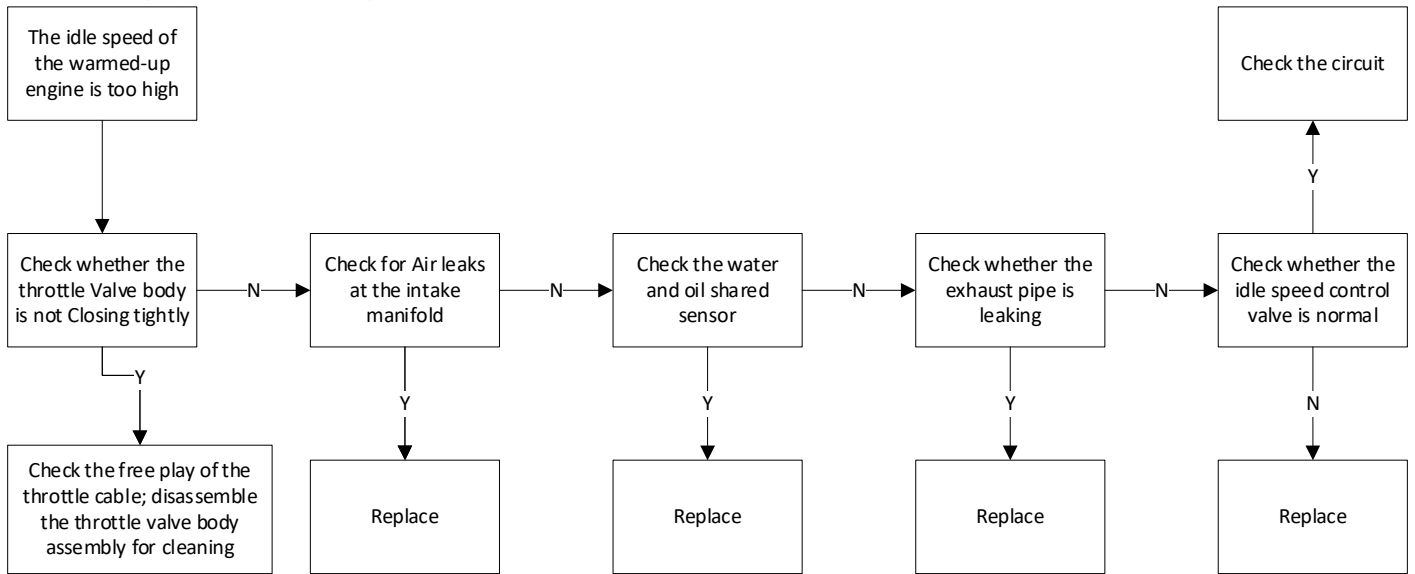 The idle speed of
the warmed-up
engine is too high
Check the circuit
Y
Check whether the
throttle Valve body
is not Closing tightly
N
Check for Air leaks
at the intake
manifold
N
Check the water
and oil shared
sensor
N
Check whether the
exhaust pipe is
leaking
N
Check whether the
idle speed control
valve is normal
Y
Y
Y
Y
N
Check the free play of the
throttle cable; disassemble
the throttle valve body
assembly for cleaning
Replace
Replace
Replace
Replace